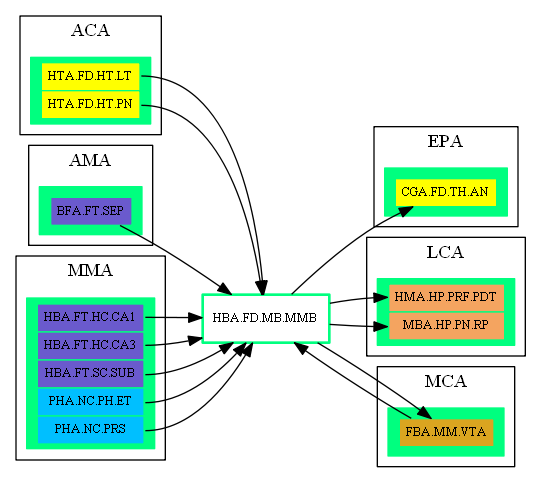 ACA
HTA.FD.HT.LT
HTA.FD.HT.PN
AMA
BFA.FT.SEP
MMA
HBA.FT.HC.CA1
HBA.FT.HC.CA3
HBA.FT.SC.SUB
PHA.NC.PH.ET
PHA.NC.PRS
HBA.FD.MB.MMB
EPA
CGA.FD.TH.AN
LCA
HMA.HP.PRF.PDT
MBA.HP.PN.RP
MCA
FBA.MM.VTA